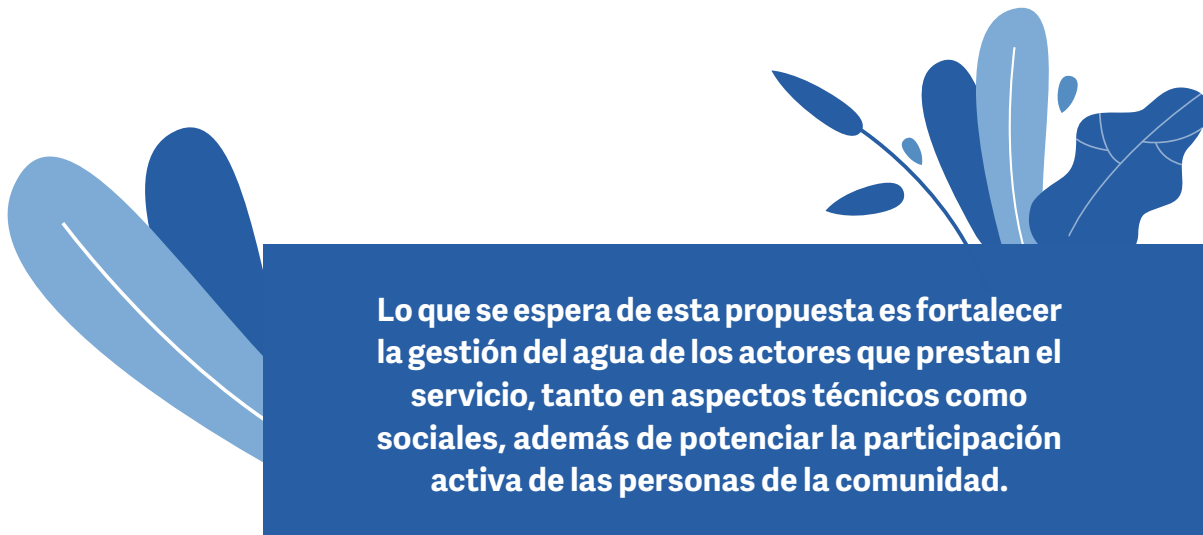 Lo que se espera de esta propuesta es fortalecer
la gestión del agua de los actores que prestan el
servicio, tanto en aspectos técnicos como
sociales, además de potenciar la participación
activa de las personas de la comunidad.